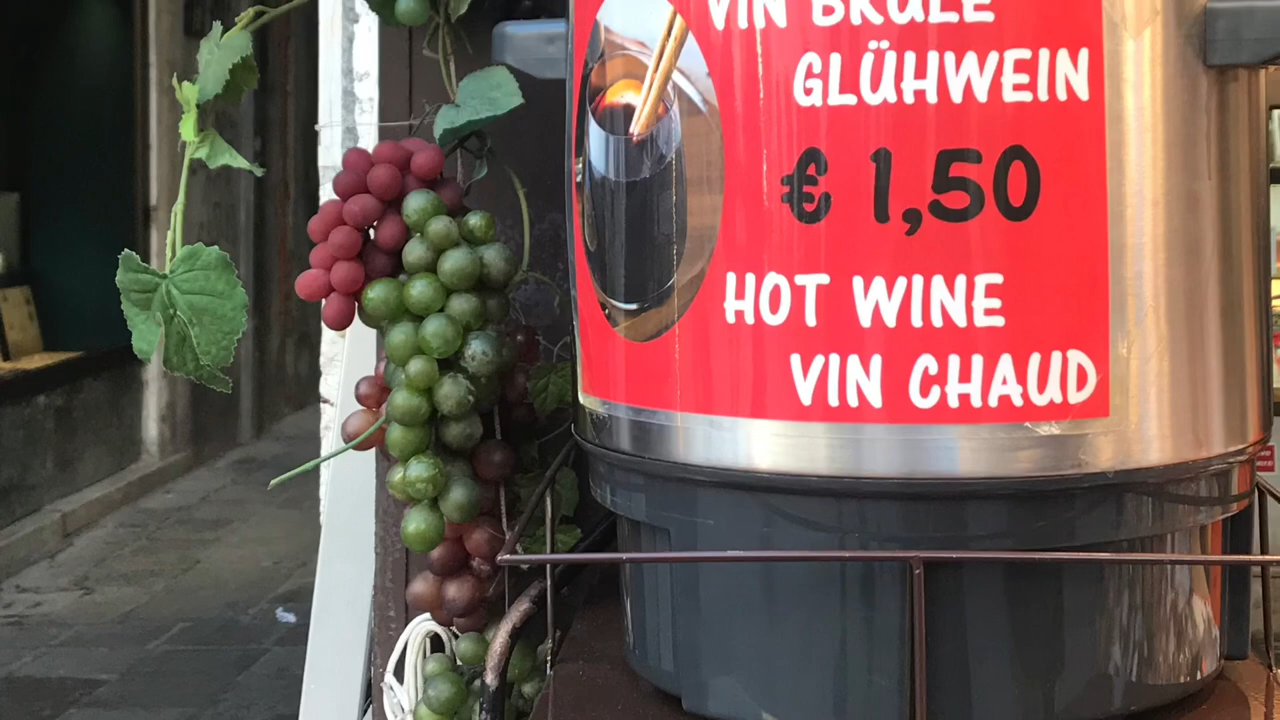 VIN BRULE
GLÜHWEIN
€ 1,50
HOT WINE
VIN CHAUD